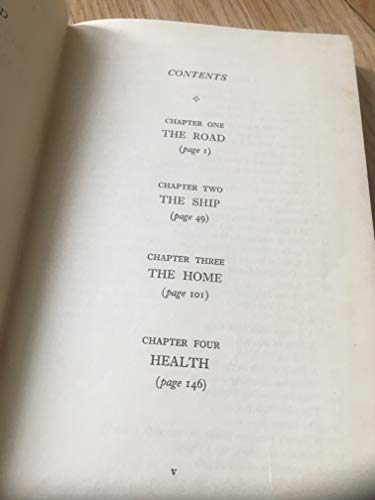 D
CONTENTS
CHAPTER ONE
THE ROAD
(page 1)
CHAPTER TWO
THE SHIP
(page 49)
CHAPTER THREE
THE HOME
(page 101)
CHAPTER FOUR
HEALTH
(page 146)
v